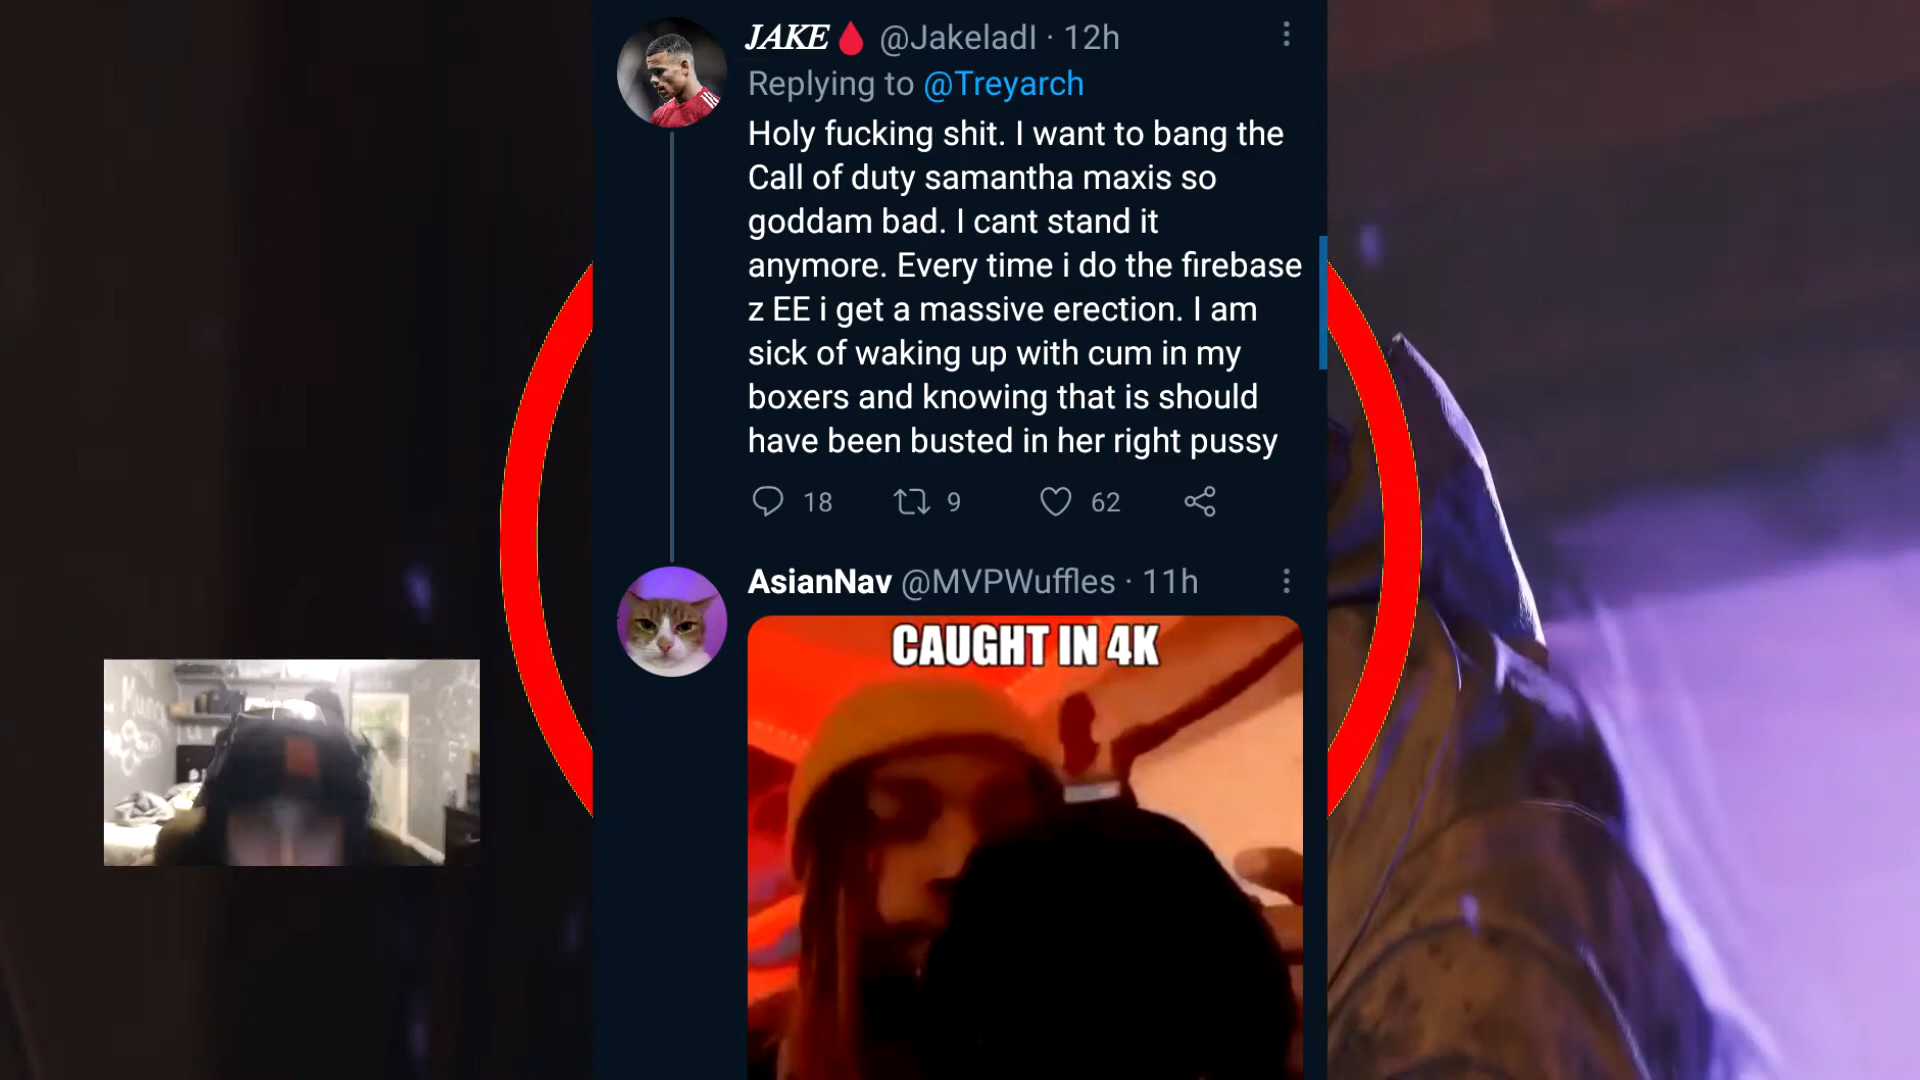 JAKE🩸 @Jakeladl · 12h
Replying to @Treyarch
Holy fucking shit. I want to bang the
Call of duty samantha maxis so
goddam bad. I cant stand it
anymore. Every time i do the firebase
z EE i get a massive erection. I am
sick of waking up with cum in my
boxers and knowing that is should
have been busted in her right pussy
18 9 62
AsianNav @MVPWuffles · 11h
CAUGHT IN 4K